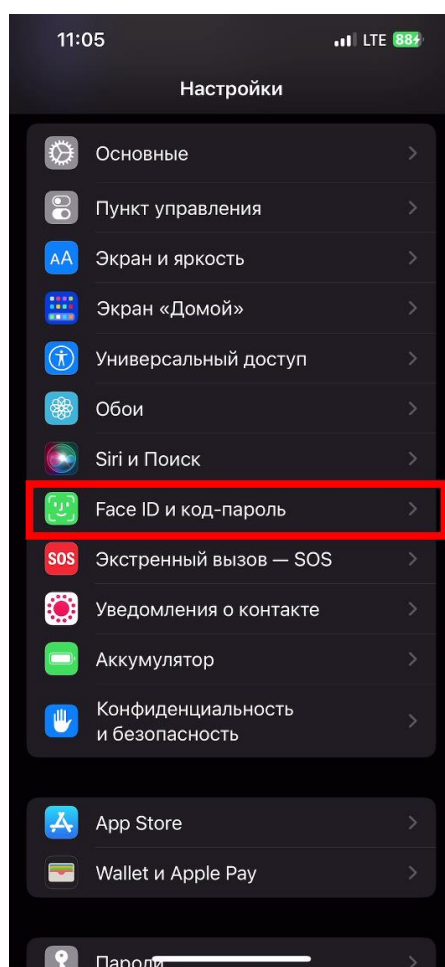 11:05 LTE 88
Настройки
Основные
Пункт управления
AA Экран и яркость
Экран «Домой»
Универсальный доступ
Обои
Siri и Поиск
Face ID и код-пароль
SOS Экстренный вызов — SOS
Уведомления о контакте
Аккумулятор
Конфиденциальность
и безопасность
App Store
Wallet и Apple Pay
Пароли